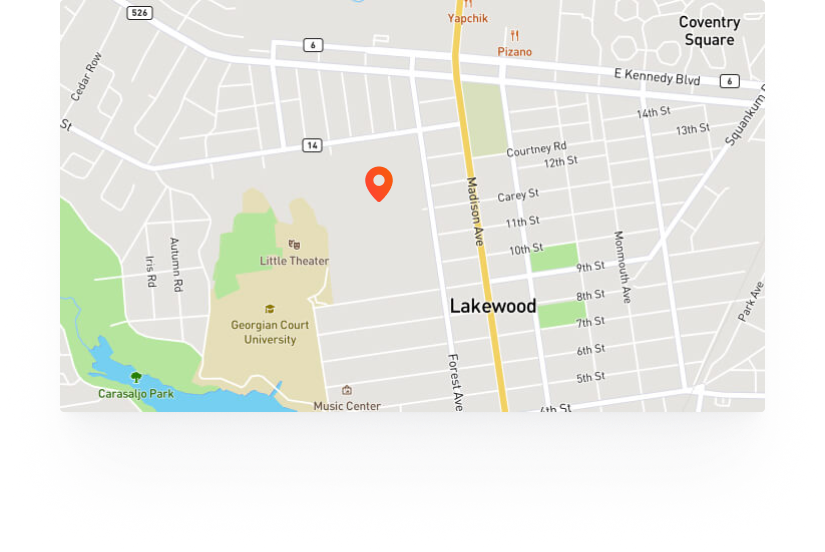 526
Yapchik
Coventry
Square
6
Pizano
Cedar Row
E Kennedy Blvd
6
14th St
13th St
Squankum
St
14
Courtney Rd
12th St
Madison Ave
Carey St
11th St
10th St
Monmouth Ave
Autumn Rd
Iris Rd
Little Theater
9th St
8th St
Park Ave
Lakewood
Georgian Court
University
7th St
6th St
5th St
Forest Ave
Carasaljo Park
Music Center
4th St